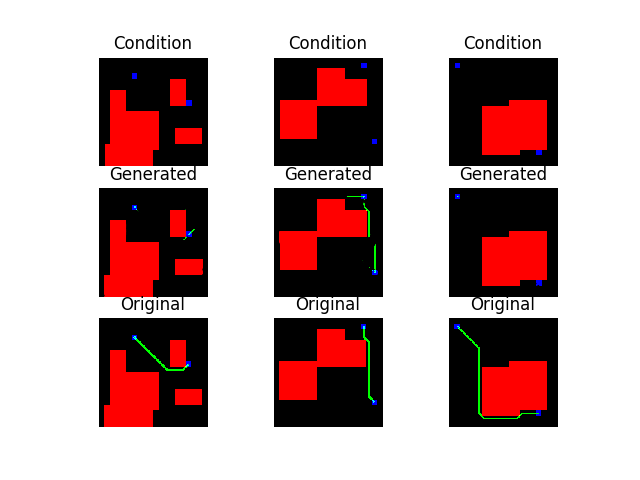 Condition Condition Condition
Generated Generated Generated
Original Original Original